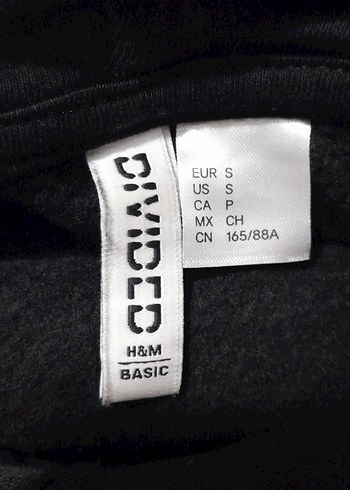 DIVIDED
H&M
BASIC
EUR S
US S
CA P
MX CH
CN 165/88A